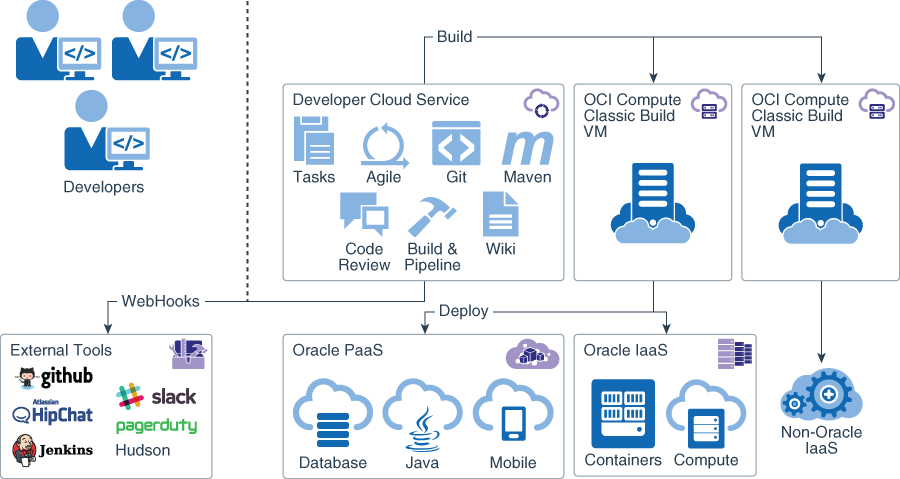 </>
</>
</>
Developers
Build
Developer Cloud Service
Tasks
Agile
Git
m
Maven
Code
Review
Build &
Pipeline
Wiki
OCI Compute
Classic Build
VM
OCI Compute
Classic Build
VM
WebHooks
Deploy
External Tools
github
Atlassian
HipChat
Jenkins
slack
pagerduty
Hudson
Oracle PaaS
Database
Java
Mobile
Oracle IaaS
Containers
Compute
Non-Oracle
IaaS